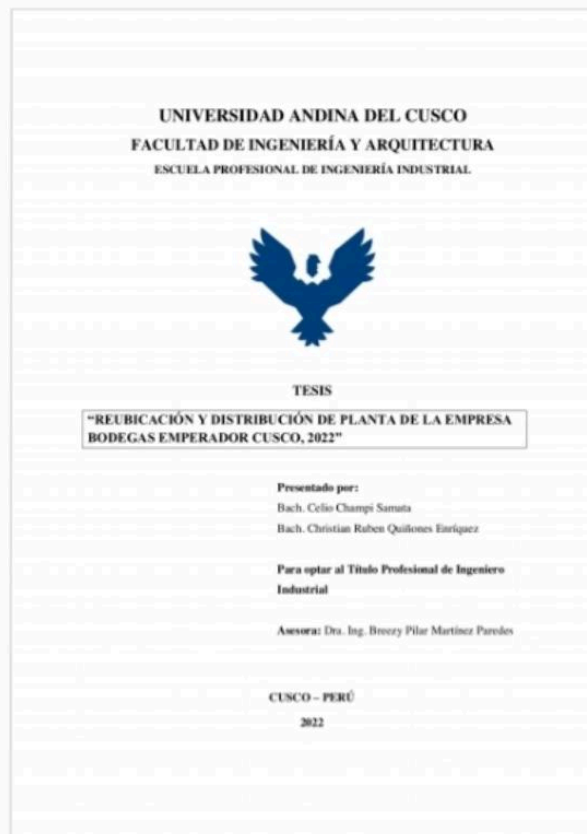 UNIVERSIDAD ANDINA DEL CUSCO
FACULTAD DE INGENIERÍA Y ARQUITECTURA
ESCUELA PROFESIONAL DE INGENIERÍA INDUSTRIAL
TESIS
“REUBICACIÓN Y DISTRIBUCIÓN DE PLANTA DE LA EMPRESA
BODEGAS EMPERADOR CUSCO, 2022”
Presentado por:
Bach. Celio Champi Samata
Bach. Christian Ruben Quiñones Enríquez
Para optar al Título Profesional de Ingeniero
Industrial
Asesora: Dra. Ing. Breezy Pilar Martínez Paredes
CUSCO – PERÚ
2022